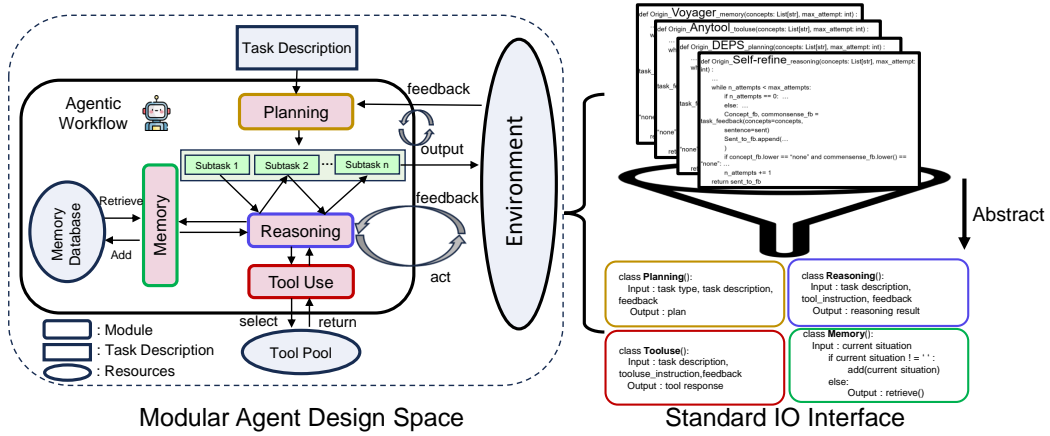 Task Description
Agentic
Workflow
Planning
feedback
output
Subtask 1
Subtask 2
...
Subtask n
Environment
Memory
Database
Retrieve
Add
Memory
Reasoning
feedback
act
Tool Use
select
return
Tool Pool
: Module
: Task Description
: Resources
Modular Agent Design Space
def Origin_Voyager_memory(concepts: List[str], max_attempt: int) :
def Origin_Anytool_tooluse(concepts: List[str], max_attempt: int) :
def Origin_DEPS_planning(concepts: List[str], max_attempt: int) :
def Origin_Self-refine_reasoning(concepts: List[str], max_attempt:
int) :
...
while n_attempts < max_attempts:
if n_attempts == 0: ...
else: ...
Concept_fb, commonsense_fb =
task_feedback(concepts=concepts,
sentence=sent)
Sent_to_fb.append(...
)
if concept_fb.lower == "none" and commensense_fb.lower() ==
"none": ...
n_attempts += 1
return sent_to_fb
Abstract
class Planning():
Input : task type, task description,
feedback
Output : plan
class Reasoning():
Input : task description,
tool_instruction, feedback
Output : reasoning result
class Tooluse():
Input : task description,
tooluse_instruction,feedback
Output : tool response
class Memory():
Input : current situation
if current situation ! = ' ' :
add(current situation)
else:
Output : retrieve()
Standard IO Interface